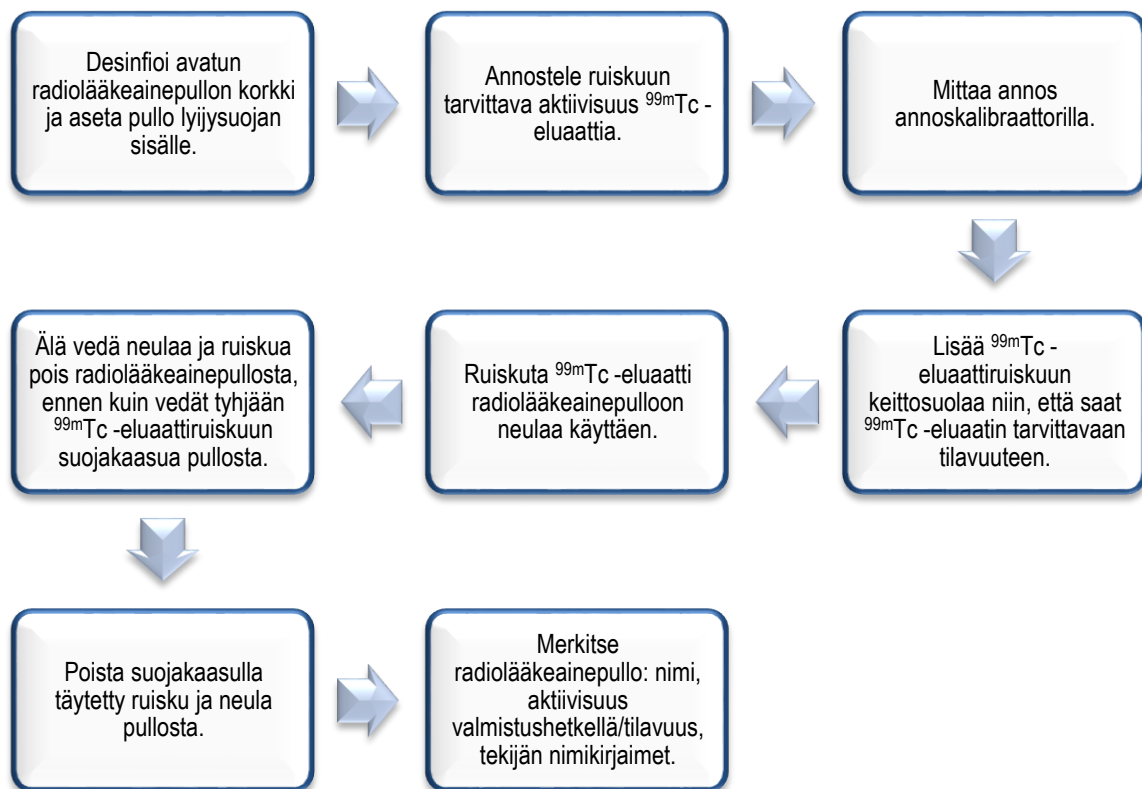 Desinfioi avatun
radiolääkeainepullon korkki
ja aseta pullo lyijysuojan
sisälle.
Annostele ruiskuun
tarvittava aktiivisuus ⁹⁹ᵐTc -
eluaattia.
Mittaa annos
annoskalibraattorilla.
Lisää ⁹⁹ᵐTc -
eluaattiruiskuun
keittosuolaa niin, että saat
⁹⁹ᵐTc -eluaatin tarvittavaan
tilavuuteen.
Ruiskuta ⁹⁹ᵐTc -eluaatti
radiolääkeainepulloon
neulaa käyttäen.
Älä vedä neulaa ja ruiskua
pois radiolääkeainepullosta,
ennen kuin vedät tyhjään
⁹⁹ᵐTc -eluaattiruiskuun
suojakaasua pullosta.
Poista suojakaasulla
täytetty ruisku ja neula
pullosta.
Merkitse
radiolääkeainepullo: nimi,
aktiivisuus
valmistushetkellä/tilavuus,
tekijän nimikirjaimet.